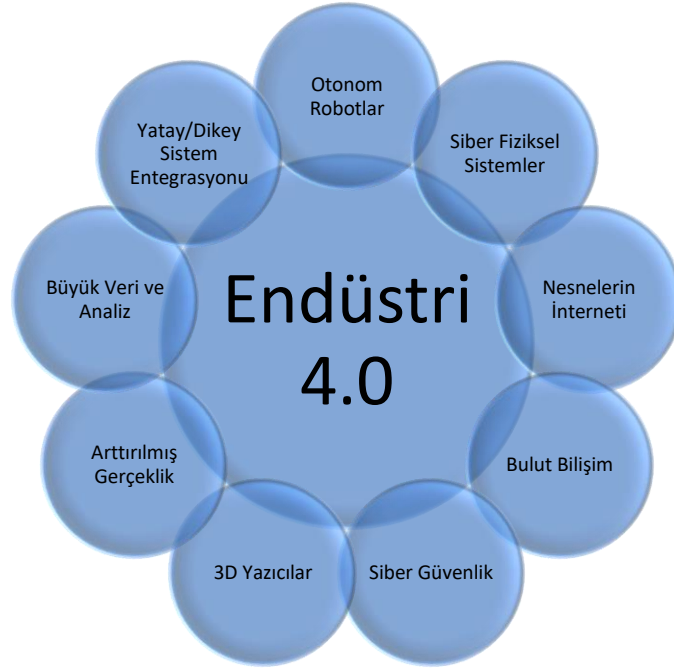 Endüstri
4.0
Otonom
Robotlar
Siber Fiziksel
Sistemler
Nesnelerin
İnterneti
Bulut Bilişim
Siber Güvenlik
3D Yazıcılar
Arttırılmış
Gerçeklik
Büyük Veri ve
Analiz
Yatay/Dikey
Sistem
Entegrasyonu